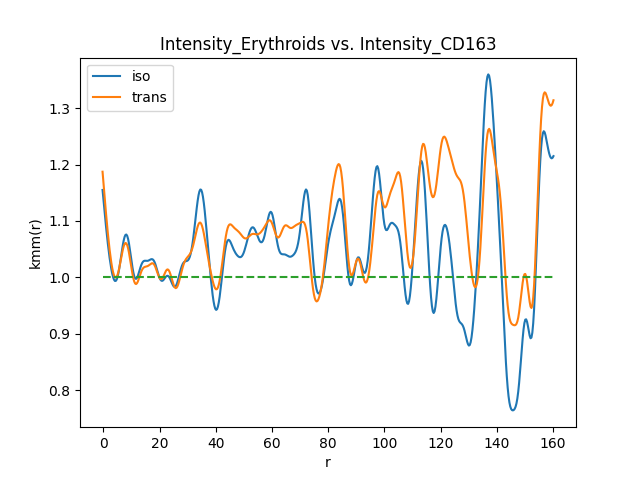 Intensity_Erythroids vs. Intensity_CD163
iso
trans
kmm(r)
1.3
1.2
1.1
1.0
0.9
0.8
0 20 40 60 80 100 120 140 160
r